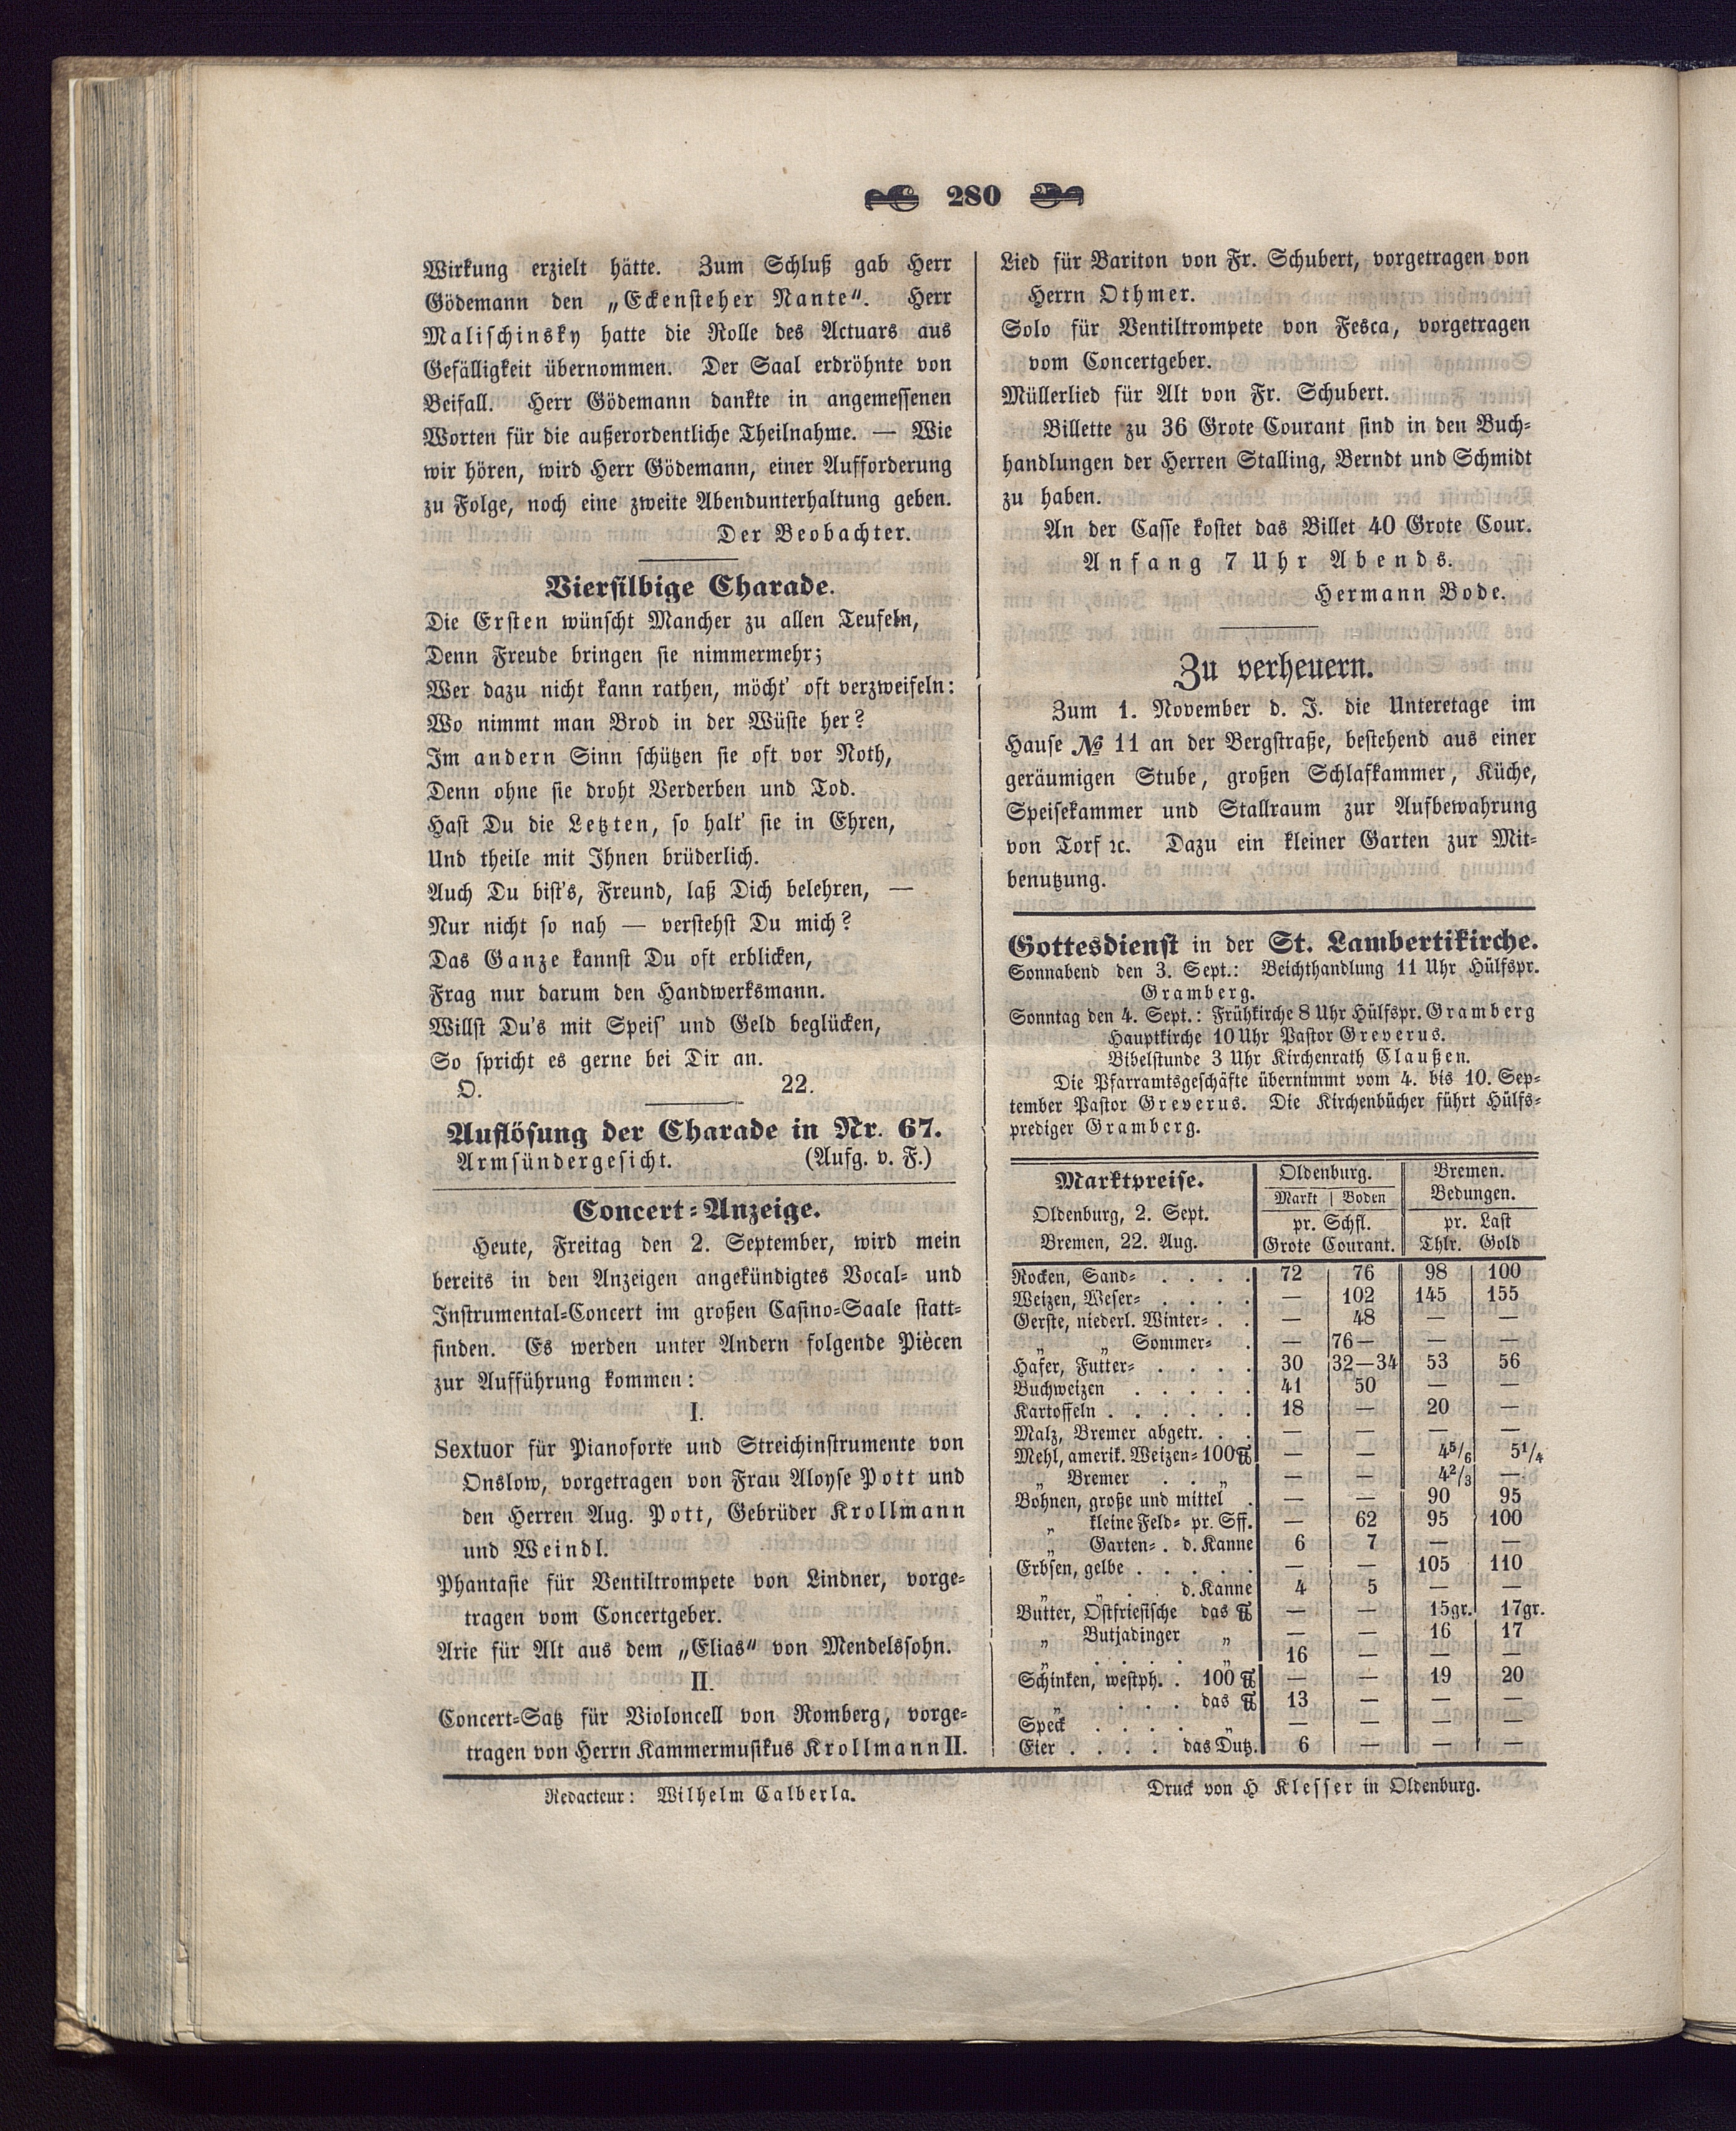 280
Wirkung erzielt hätte. Zum Schluß gab Herr
Gödemann den „Eckensteher Nante“. Herr
Malischinsky hatte die Rolle des Actuars aus
Gefälligkeit übernommen. Der Saal erdröhnte von
Beifall. Herr Gödemann dankte in angemessenen
Worten für die außerordentliche Theilnahme. — Wie
wir hören, wird Herr Gödemann, einer Aufforderung
zu Folge, noch eine zweite Abendunterhaltung geben.
Der Beobachter.
Viersilbige Charade.
Die Ersten wünscht Mancher zu allen Teufeln,
Denn Freude bringen sie nimmermehr;
Wer dazu nicht kann rathen, möcht' oft verzweifeln:
Wo nimmt man Brod in der Wüste her?
Im andern Sinn schützen sie oft vor Noth,
Denn ohne sie droht Verderben und Tod.
Hast Du die Letzten, so halt' sie in Ehren,
Und theile mit Ihnen brüderlich.
Auch Du bist's, Freund, laß Dich belehren, —
Nur nicht so nah — verstehst Du mich?
Das Ganze kannst Du oft erblicken,
Frag nur darum den Handwerksmann.
Willst Du's mit Speis' und Geld beglücken,
So spricht es gerne bei Dir an.
O. 22.
Auflösung der Charade in Nr. 67.
Armsündergesicht. (Aufg. v. F.)
Concert-Anzeige.
Heute, Freitag den 2. September, wird mein
bereits in den Anzeigen angekündigtes Vocal- und
Instrumental-Concert im großen Casino-Saale statt-
finden. Es werden unter Andern folgende Piècen
zur Aufführung kommen:
I.
Sextuor für Pianoforte und Streichinstrumente von
Onslow, vorgetragen von Frau Aloyse Pott und
den Herren Aug. Pott, Gebrüder Krollmann
und Weindl.
Phantasie für Ventiltrompete von Lindner, vorge-
tragen vom Concertgeber.
Arie für Alt aus dem „Elias“ von Mendelssohn.
II.
Concert-Satz für Violoncell von Romberg, vorge-
tragen von Herrn Kammermusikus Krollmann II.
Lied für Bariton von Fr. Schubert, vorgetragen von
Herrn Othmer.
Solo für Ventiltrompete von Fesca, vorgetragen
vom Concertgeber.
Müllerlied für Alt von Fr. Schubert.
Billette zu 36 Grote Courant sind in den Buch-
handlungen der Herren Stalling, Berndt und Schmidt
zu haben.
An der Casse kostet das Billet 40 Grote Cour.
Anfang 7 Uhr Abends.
Hermann Bode.
Zu verheuern.
Zum 1. November d. J. die Unteretage im
Hause № 11 an der Bergstraße, bestehend aus einer
geräumigen Stube, großen Schlafkammer, Küche,
Speisekammer und Stallraum zur Aufbewahrung
von Torf ꝛc. Dazu ein kleiner Garten zur Mit-
benutzung.
Gottesdienst in der St. Lambertikirche.
Sonnabend den 3. Sept.: Beichthandlung 11 Uhr Hülfspr.
Gramberg.
Sonntag den 4. Sept.: Frühkirche 8 Uhr Hülfspr. Gramberg
Hauptkirche 10 Uhr Pastor Greverus.
Bibelstunde 3 Uhr Kirchenrath Claußen.
Die Pfarramtsgeschäfte übernimmt vom 4. bis 10. Sep-
tember Pastor Greverus. Die Kirchenbücher führt Hülfs-
prediger Gramberg.
Marktpreise. Oldenburg. Bremen.
Markt | Boden Bedungen.
Oldenburg, 2. Sept. pr. Schfl. pr. Last
Bremen, 22. Aug. Grote Courant. Thlr. Gold
Rocken, Sand- . . . . 72 76 98 100
Weizen, Weser- . . . . — 102 145 155
Gerste, niederl. Winter- . . — 48 — —
„ „ Sommer- . — 76— — —
Hafer, Futter- . . . . 30 32—34 53 56
Buchweizen . . . . . 41 50 — —
Kartoffeln . . . . . . 18 — 20 —
Malz, Bremer abgetr. . . — — — —
Mehl, amerik. Weizen- 100 ℔ — — 4⁵/₆ 5¹/₄
„ Bremer . . „ — — 4²/₃ —
Bohnen, große und mittel . — — 90 95
„ kleine Feld- pr. Sff. — 62 95 100
„ Garten- . d. Kanne 6 7 — —
Erbsen, gelbe . . . . . — — 105 110
„ „ . . d. Kanne 4 5 — —
Butter, Ostfriesische das ℔ — — 15gr. 17gr.
„ Butjadinger „ — — 16 17
„ . . . . „ 16 — — —
Schinken, westph. . 100 ℔ — — 19 20
„ . . . das ℔ 13 — — —
Speck . . . . „ — — — —
Eier . . . . das Dutz. 6 — — —
Redacteur: Wilhelm Calberla.
Druck von H Klesser in Oldenburg.